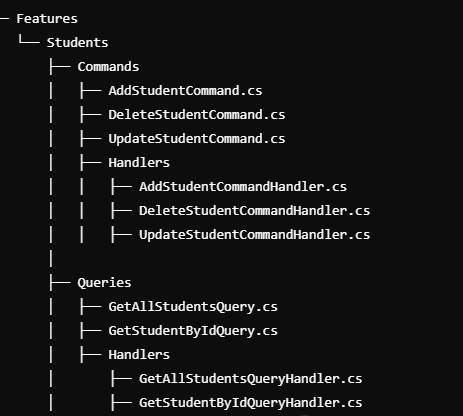 ─ Features
└── Students
├── Commands
│   ├── AddStudentCommand.cs
│   ├── DeleteStudentCommand.cs
│   ├── UpdateStudentCommand.cs
│   ├── Handlers
│   │   ├── AddStudentCommandHandler.cs
│   │   ├── DeleteStudentCommandHandler.cs
│   │   ├── UpdateStudentCommandHandler.cs
│
├── Queries
│   ├── GetAllStudentsQuery.cs
│   ├── GetStudentByIdQuery.cs
│   ├── Handlers
│       ├── GetAllStudentsQueryHandler.cs
│       ├── GetStudentByIdQueryHandler.cs